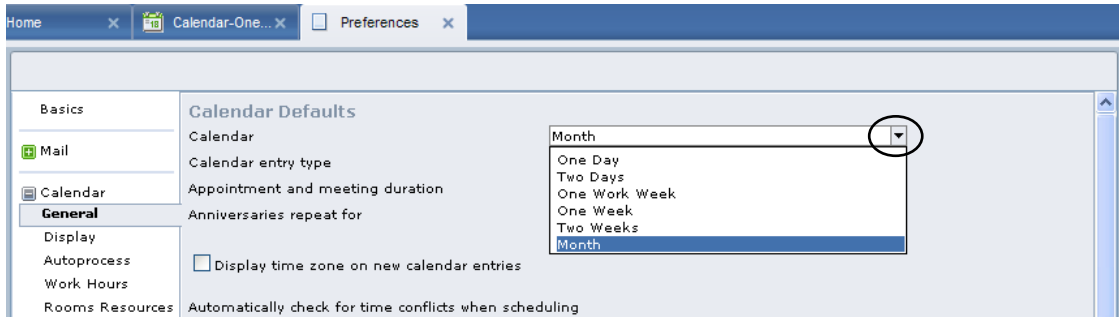 Home
18 Calendar-One...
Preferences
Basics
Mail
Calendar
General
Display
Autoprocess
Work Hours
Rooms Resources
Calendar Defaults
Calendar Month
Calendar entry type
Appointment and meeting duration
Anniversaries repeat for
One Day
Two Days
One Work Week
One Week
Two Weeks
Month
Display time zone on new calendar entries
Automatically check for time conflicts when scheduling